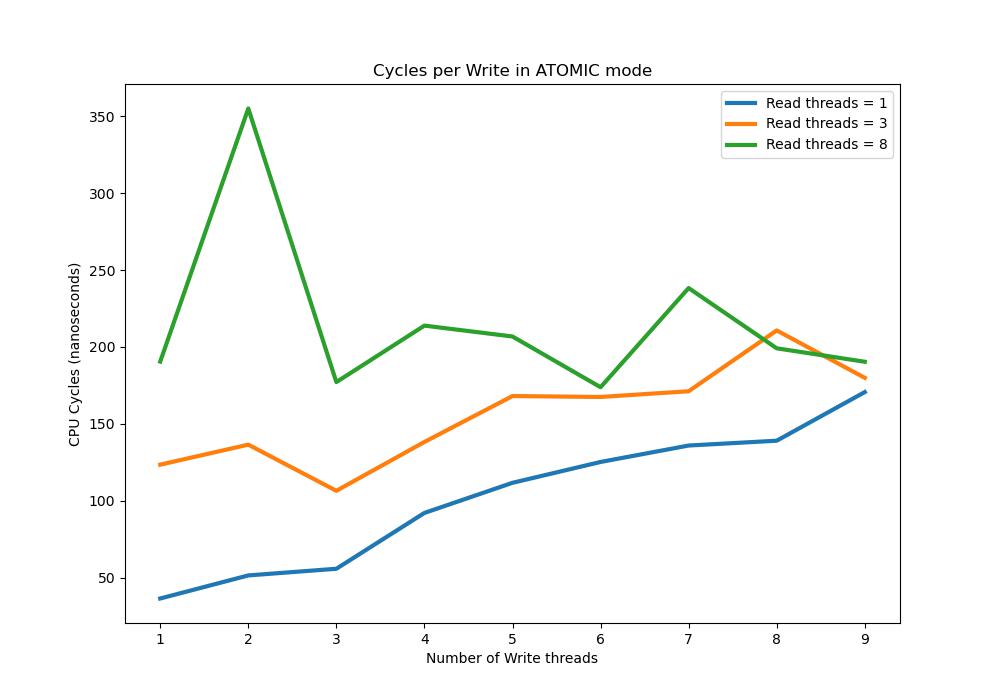 Cycles per Write in ATOMIC mode
Read threads = 1
Read threads = 3
Read threads = 8
CPU Cycles (nanoseconds)
350
300
250
200
150
100
50
1 2 3 4 5 6 7 8 9
Number of Write threads